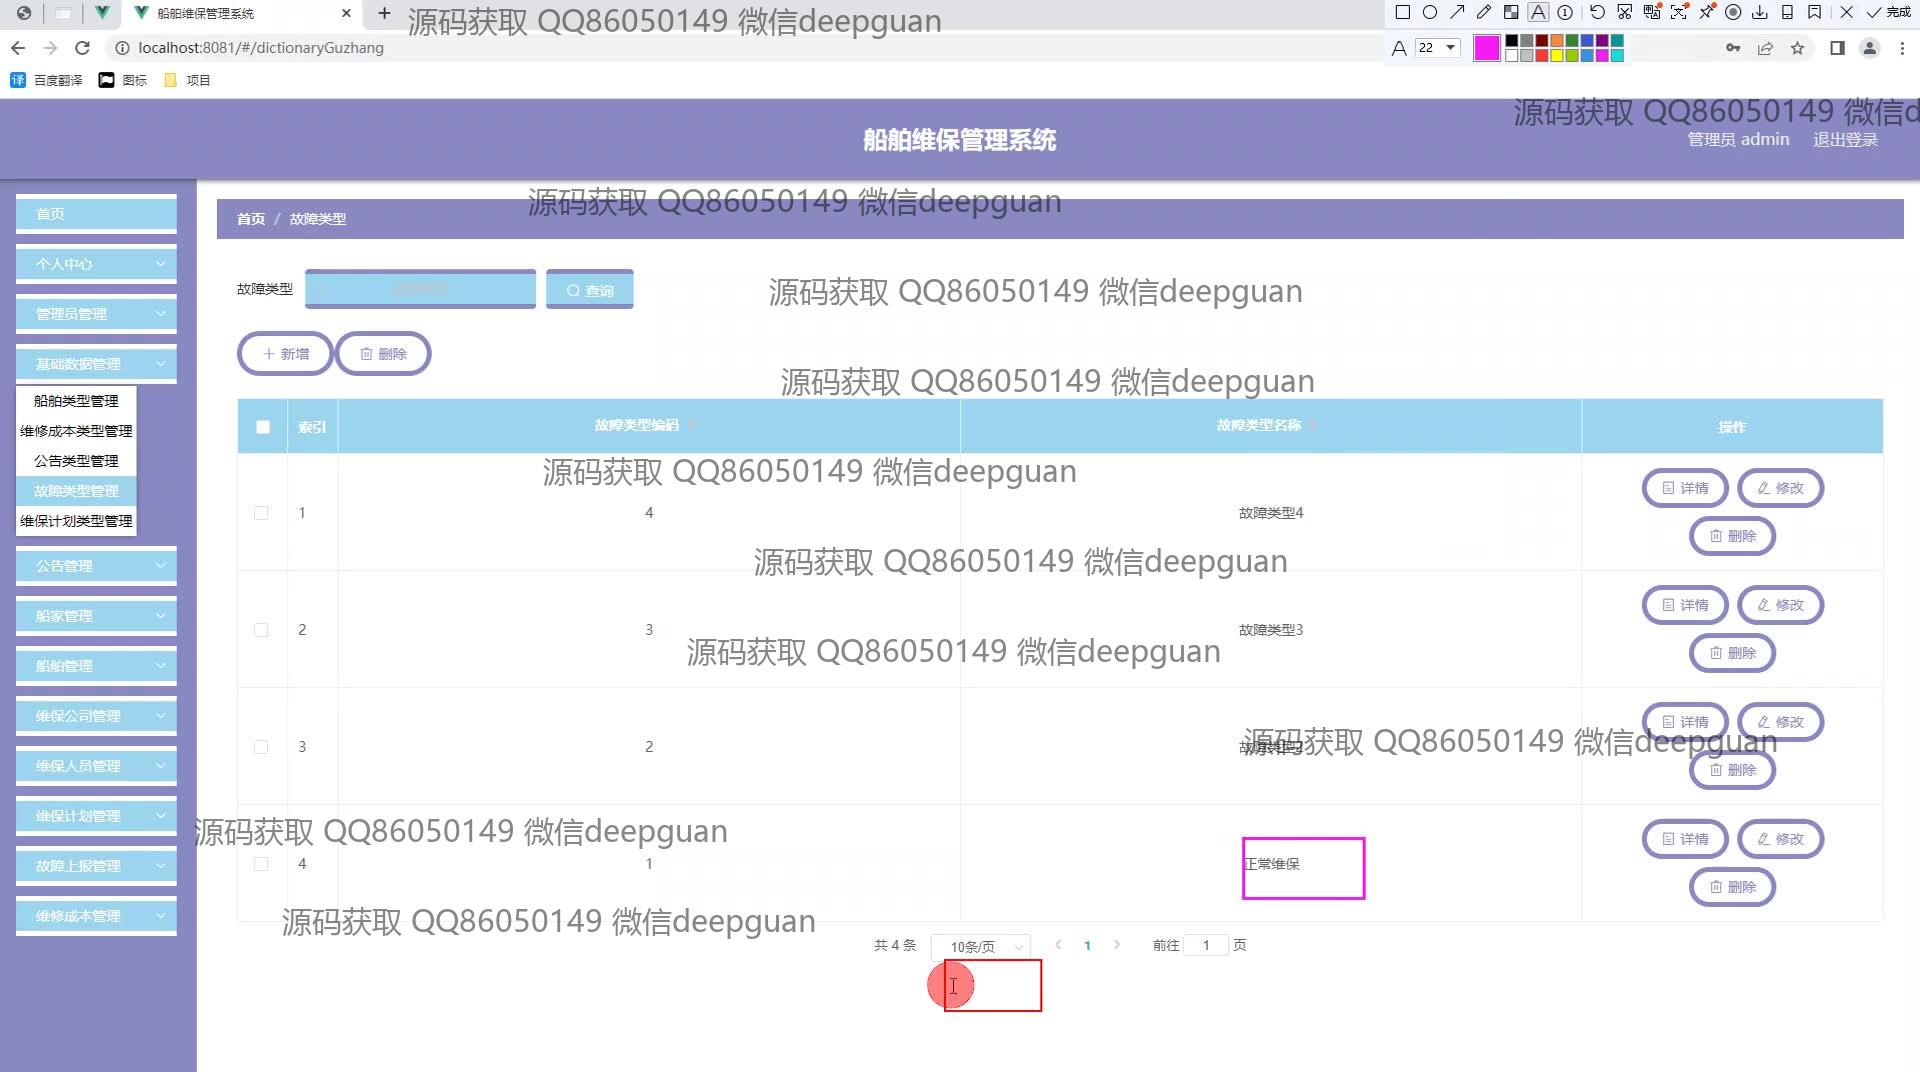 船舶维保管理系统
源码获取 QQ86050149 微信deepguan
22
完成
localhost:8081/#/dictionaryGuzhang
百度翻译 图标 项目
源码获取 QQ86050149 微信d
船舶维保管理系统
管理员 admin 退出登录
首页
个人中心
管理员管理
基础数据管理
船舶类型管理
维修成本类型管理
公告类型管理
故障类型管理
维保计划类型管理
公告管理
船家管理
船舶管理
维保公司管理
维保人员管理
维保计划管理
故障上报管理
维修成本管理
源码获取 QQ86050149 微信deepguan
首页 / 故障类型
故障类型 查询
源码获取 QQ86050149 微信deepguan
新增 删除
源码获取 QQ86050149 微信deepguan
索引 故障类型编码 故障类型名称 操作
源码获取 QQ86050149 微信deepguan
1 4 故障类型4 详情 修改 删除
源码获取 QQ86050149 微信deepguan
2 3 故障类型3 详情 修改 删除
源码获取 QQ86050149 微信deepguan
3 2 故障类型2 详情 修改 删除
源码获取 QQ86050149 微信deepguan
源码获取 QQ86050149 微信deepguan
4 1 正常维保 详情 修改 删除
源码获取 QQ86050149 微信deepguan
共 4 条 10条/页 1 前往 1 页